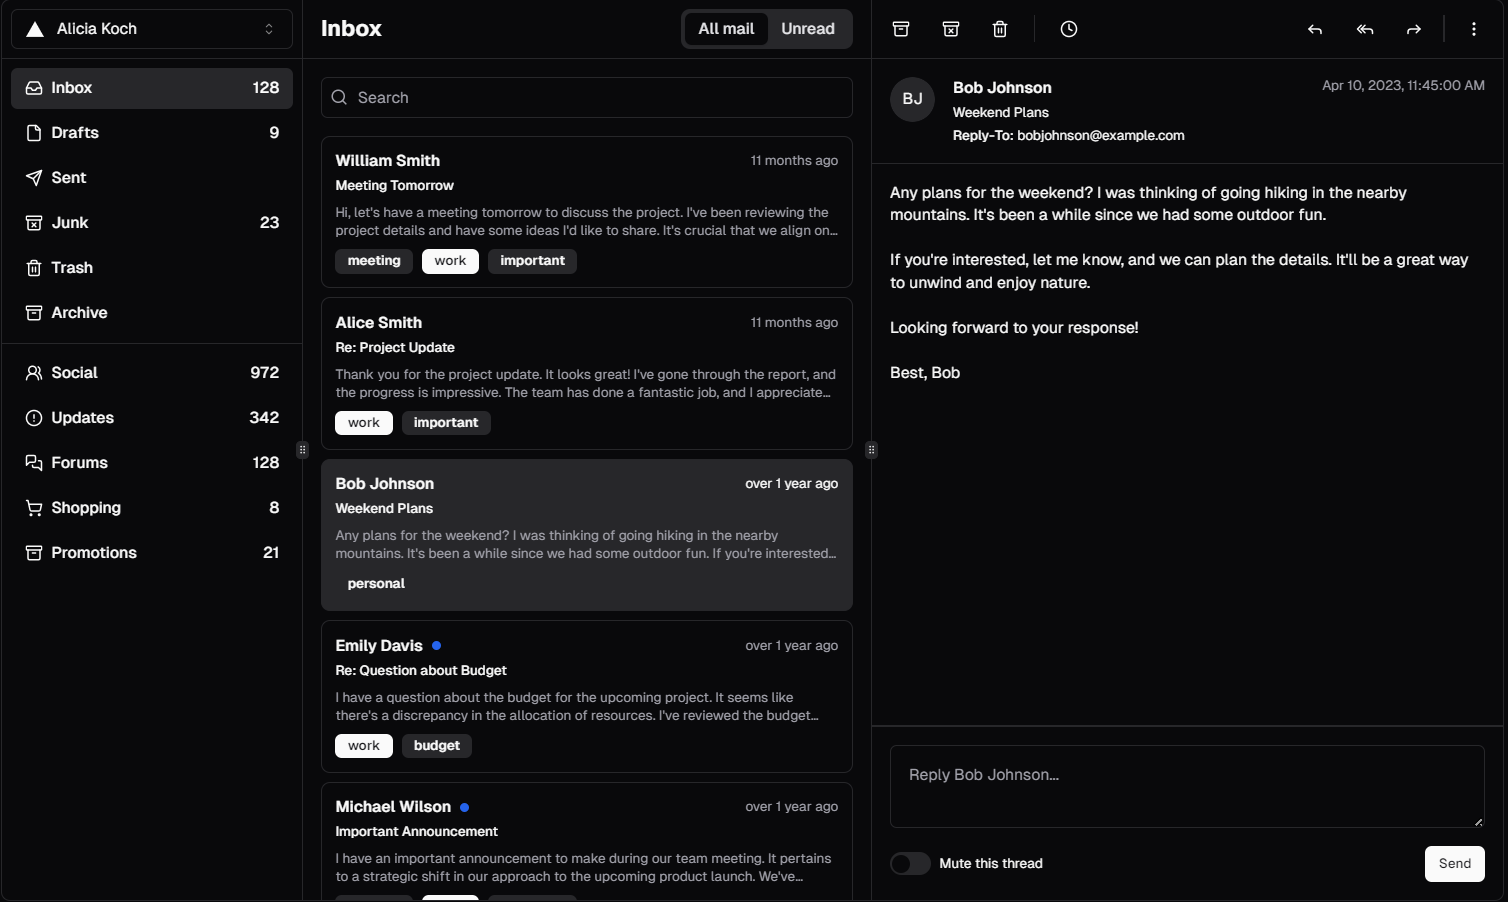 Alicia Koch
Inbox 128
Drafts 9
Sent
Junk 23
Trash
Archive
Social 972
Updates 342
Forums 128
Shopping 8
Promotions 21
Inbox
All mail Unread
Search
William Smith 11 months ago
Meeting Tomorrow
Hi, let's have a meeting tomorrow to discuss the project. I've been reviewing the
project details and have some ideas I'd like to share. It's crucial that we align on...
meeting work important
Alice Smith 11 months ago
Re: Project Update
Thank you for the project update. It looks great! I've gone through the report, and
the progress is impressive. The team has done a fantastic job, and I appreciate...
work important
Bob Johnson over 1 year ago
Weekend Plans
Any plans for the weekend? I was thinking of going hiking in the nearby
mountains. It's been a while since we had some outdoor fun. If you're interested...
personal
Emily Davis over 1 year ago
Re: Question about Budget
I have a question about the budget for the upcoming project. It seems like
there's a discrepancy in the allocation of resources. I've reviewed the budget...
work budget
Michael Wilson over 1 year ago
Important Announcement
I have an important announcement to make during our team meeting. It pertains
to a strategic shift in our approach to the upcoming product launch. We've...
BJ
Bob Johnson Apr 10, 2023, 11:45:00 AM
Weekend Plans
Reply-To: bobjohnson@example.com
Any plans for the weekend? I was thinking of going hiking in the nearby
mountains. It's been a while since we had some outdoor fun.
If you're interested, let me know, and we can plan the details. It'll be a great way
to unwind and enjoy nature.
Looking forward to your response!
Best, Bob
Reply Bob Johnson...
Mute this thread Send